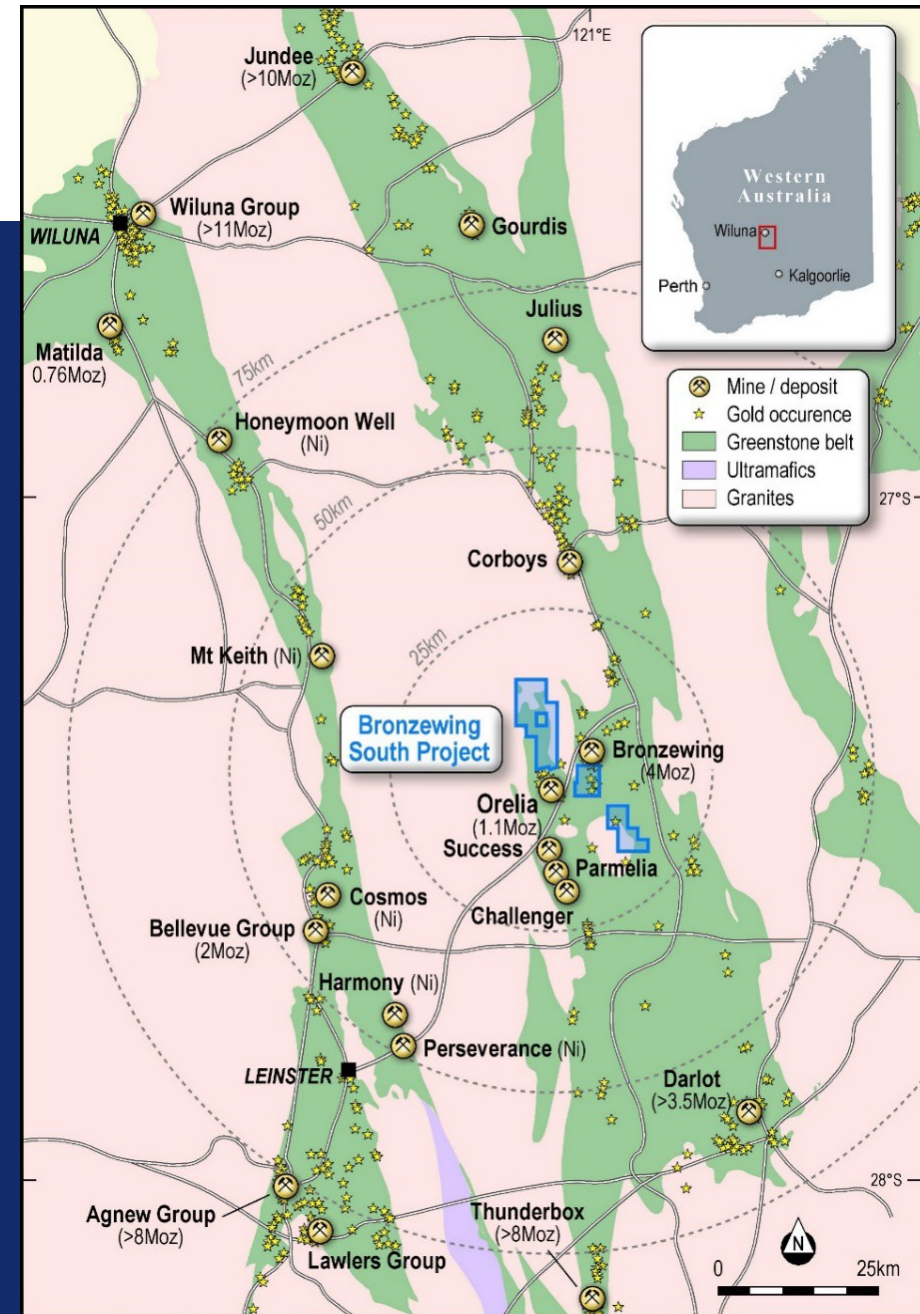 121°E
Jundee
(>10Moz)
Western
Australia
Wiluna
Kalgoorlie
Perth
Wiluna Group
(>11Moz)
WILUNA
Gourdis
Julius
Matilda
0.76Moz)
75km
Mine / deposit
Gold occurence
Greenstone belt
Ultramafics
Granites
Honeymoon Well
(Ni)
27°S
50km
Corboys
25km
Mt Keith (Ni)
Bronzewing
South Project
Bronzewing
(4Moz)
Orelia
(1.1Moz)
Success
Parmelia
Challenger
Cosmos
(Ni)
Bellevue Group
(2Moz)
Harmony (Ni)
Perseverance (Ni)
LEINSTER
Darlot
(>3.5Moz)
28°S
Agnew Group
(>8Moz)
Thunderbox
(>8Moz)
Lawlers Group
N
0 25km